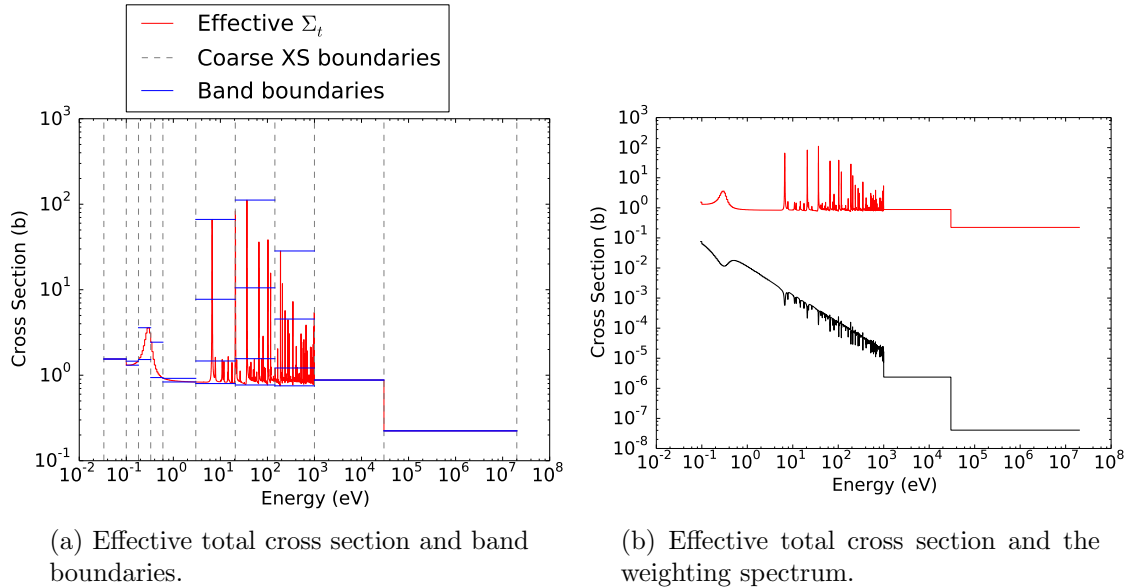 Effective Σt
Coarse XS boundaries
Band boundaries
10^3
10^2
10^1
10^0
10^-1
Cross Section (b)
10^-2 10^-1 10^0 10^1 10^2 10^3 10^4 10^5 10^6 10^7 10^8
Energy (eV)
(a) Effective total cross section and band
boundaries.
10^3
10^2
10^1
10^0
10^-1
10^-2
10^-3
10^-4
10^-5
10^-6
10^-7
10^-8
Cross Section (b)
10^-2 10^-1 10^0 10^1 10^2 10^3 10^4 10^5 10^6 10^7 10^8
Energy (eV)
(b) Effective total cross section and the
weighting spectrum.